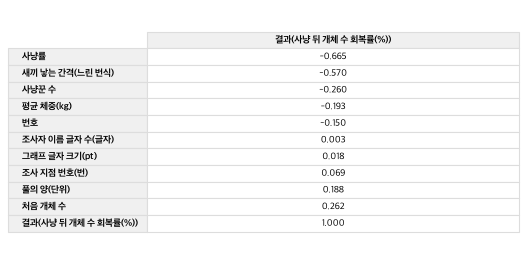 결과(사냥 뒤 개체 수 회복률(%))
사냥률 -0.665
새끼 낳는 간격(느린 번식) -0.570
사냥꾼 수 -0.260
평균 체중(kg) -0.193
번호 -0.150
조사자 이름 글자 수(글자) 0.003
그래프 글자 크기(pt) 0.018
조사 지점 번호(번) 0.069
풀의 양(단위) 0.188
처음 개체 수 0.262
결과(사냥 뒤 개체 수 회복률(%)) 1.000